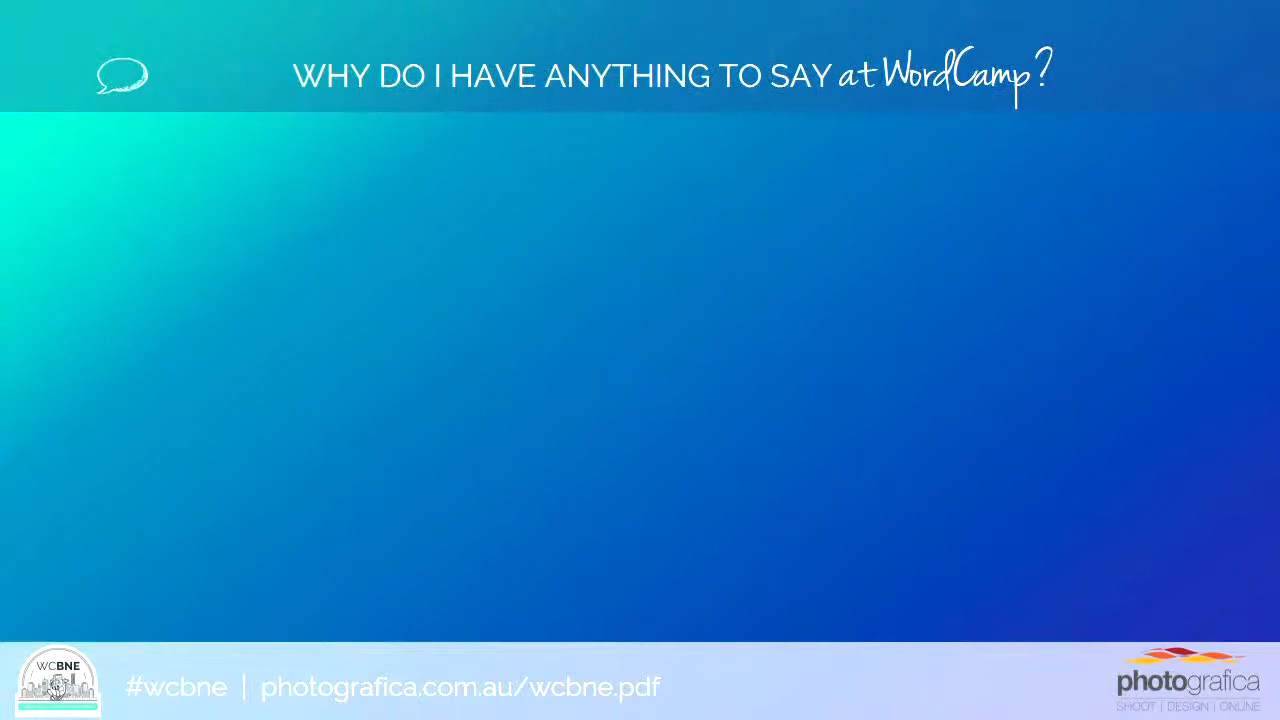 WHY DO I HAVE ANYTHING TO SAY at WordCamp?
WCBNE
#wcbne | photografica.com.au/wcbne.pdf
photografica
SHOOT | DESIGN | ONLINE